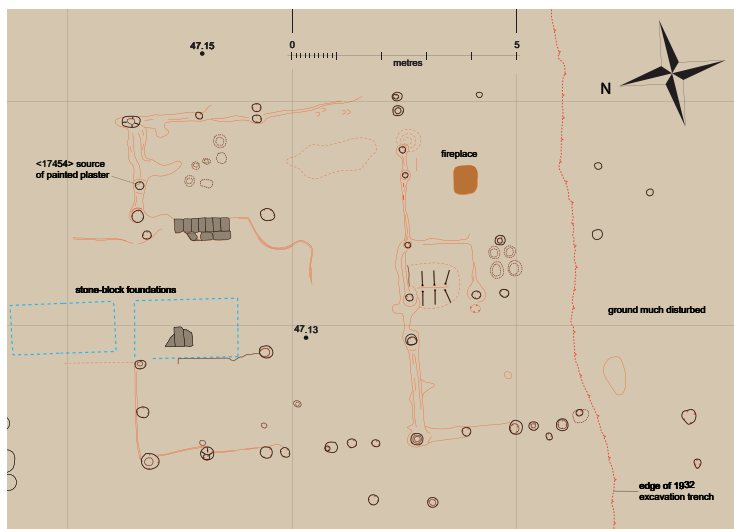 47.15
0
5
metres
N
fireplace
<17454> source
of painted plaster
stone-block foundations
ground much disturbed
47.13
edge of 1932
excavation trench